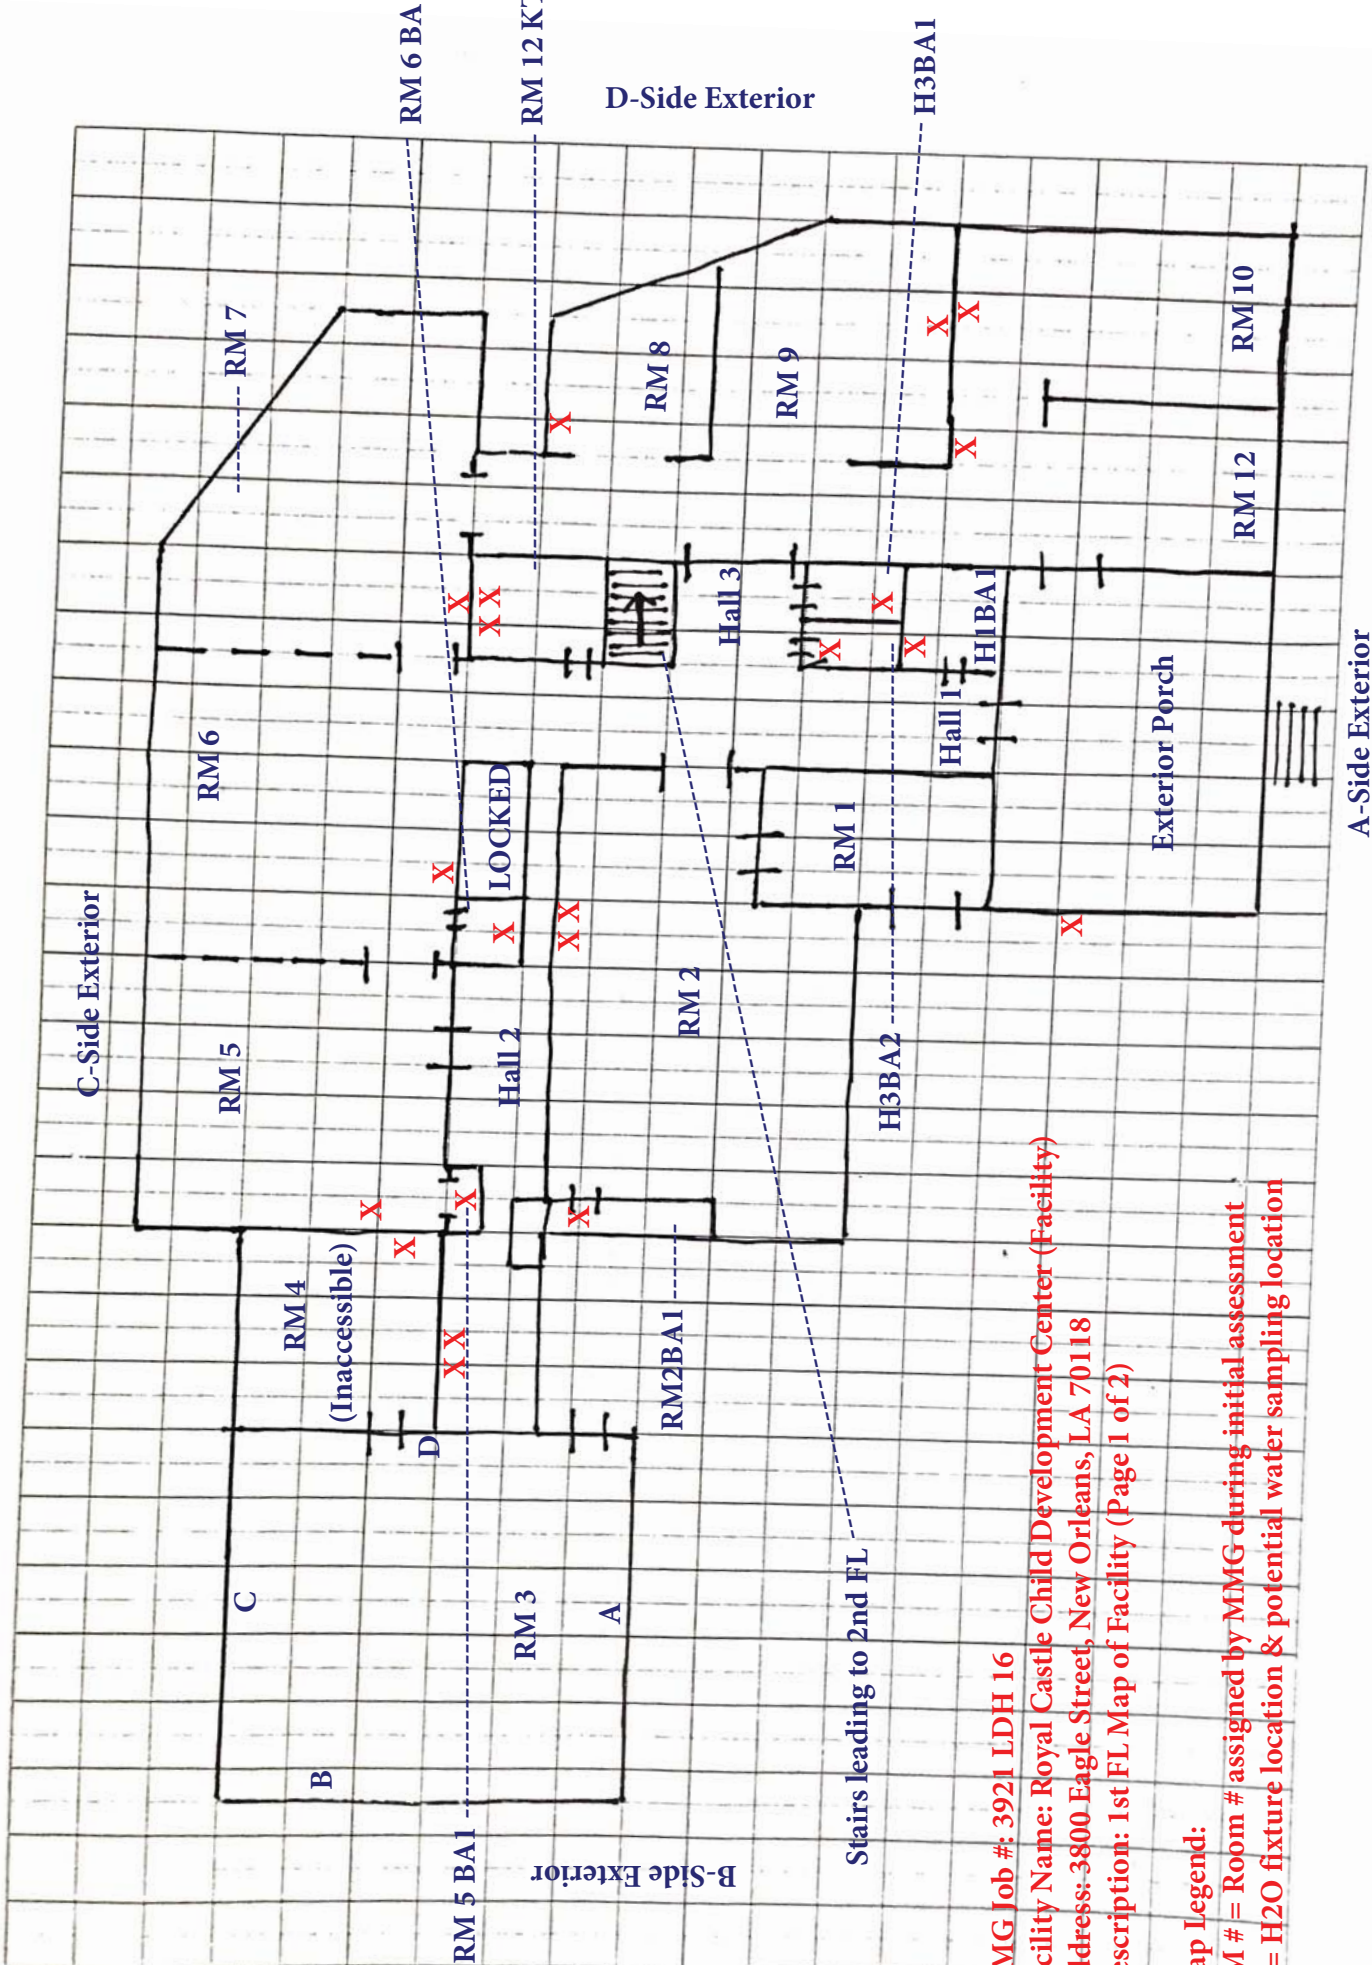 C-Side Exterior
RM 7
RM 6
RM 5
RM 4
(Inaccessible)
C
B
D
A
RM 3
RM 6 BA
RM 12
D-Side Exterior
H3BA1
RM 8
RM 9
RM 10
RM 12
LOCKED
Hall 2
Hall 3
H1BA1
Hall 1
RM 1
RM 2
Exterior Porch
A-Side Exterior
H3BA2
RM2BA1
RM 5 BA1
B-Side Exterior
Stairs leading to 2nd FL
X
X X
X
X
X
X
X
X
X
X
X
X
X X
X
X
X
X
X X
X
X
MG Job #: 3921 LDH 16
cility Name: Royal Castle Child Development Center (Facility)
dress: 3800 Eagle Street, New Orleans, LA 70118
escription: 1st FL Map of Facility (Page 1 of 2)
ap Legend:
M # = Room # assigned by MMG during initial assessment
= H2O fixture location & potential water sampling location